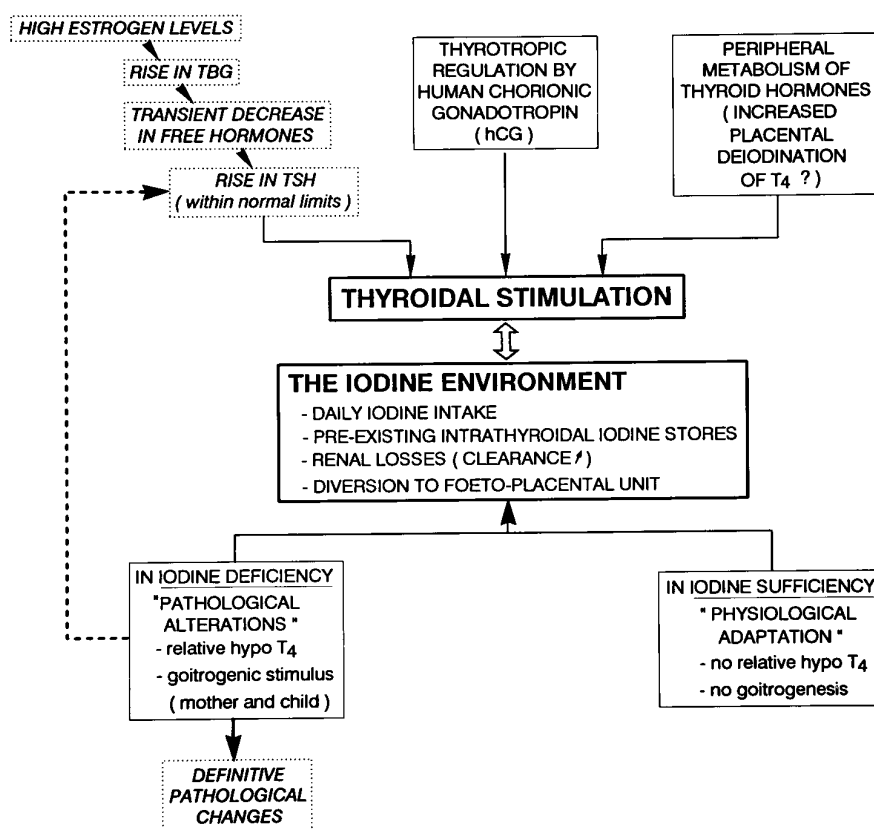 HIGH ESTROGEN LEVELS
RISE IN TBG
TRANSIENT DECREASE
IN FREE HORMONES
RISE IN TSH
( within normal limits )
THYROTROPIC
REGULATION BY
HUMAN CHORIONIC
GONADOTROPIN
( hCG )
PERIPHERAL
METABOLISM OF
THYROID HORMONES
( INCREASED
PLACENTAL
DEIODINATION
OF T4 ? )
THYROIDAL STIMULATION
THE IODINE ENVIRONMENT
- DAILY IODINE INTAKE
- PRE-EXISTING INTRATHYROIDAL IODINE STORES
- RENAL LOSSES ( CLEARANCE ↗ )
- DIVERSION TO FOETO-PLACENTAL UNIT
IN IODINE DEFICIENCY
"PATHOLOGICAL
ALTERATIONS "
- relative hypo T4
- goitrogenic stimulus
( mother and child )
DEFINITIVE
PATHOLOGICAL
CHANGES
IN IODINE SUFFICIENCY
" PHYSIOLOGICAL
ADAPTATION "
- no relative hypo T4
- no goitrogenesis